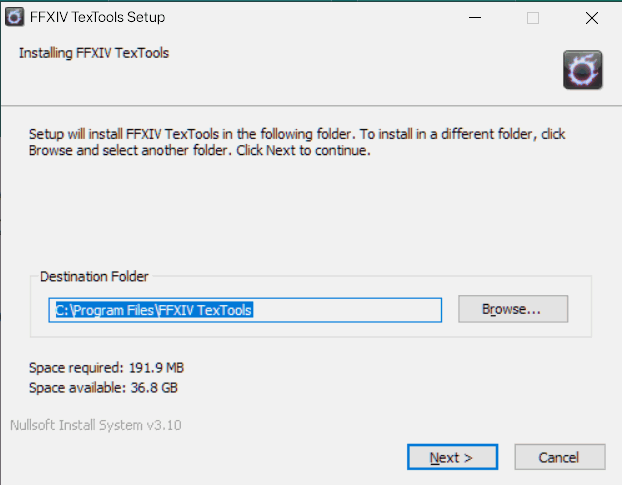 FFXIV TexTools Setup
Installing FFXIV TexTools
Setup will install FFXIV TexTools in the following folder. To install in a different folder, click
Browse and select another folder. Click Next to continue.
Destination Folder
C:\Program Files\FFXIV TexTools
Browse...
Space required: 191.9 MB
Space available: 36.8 GB
Nullsoft Install System v3.10
Next >
Cancel